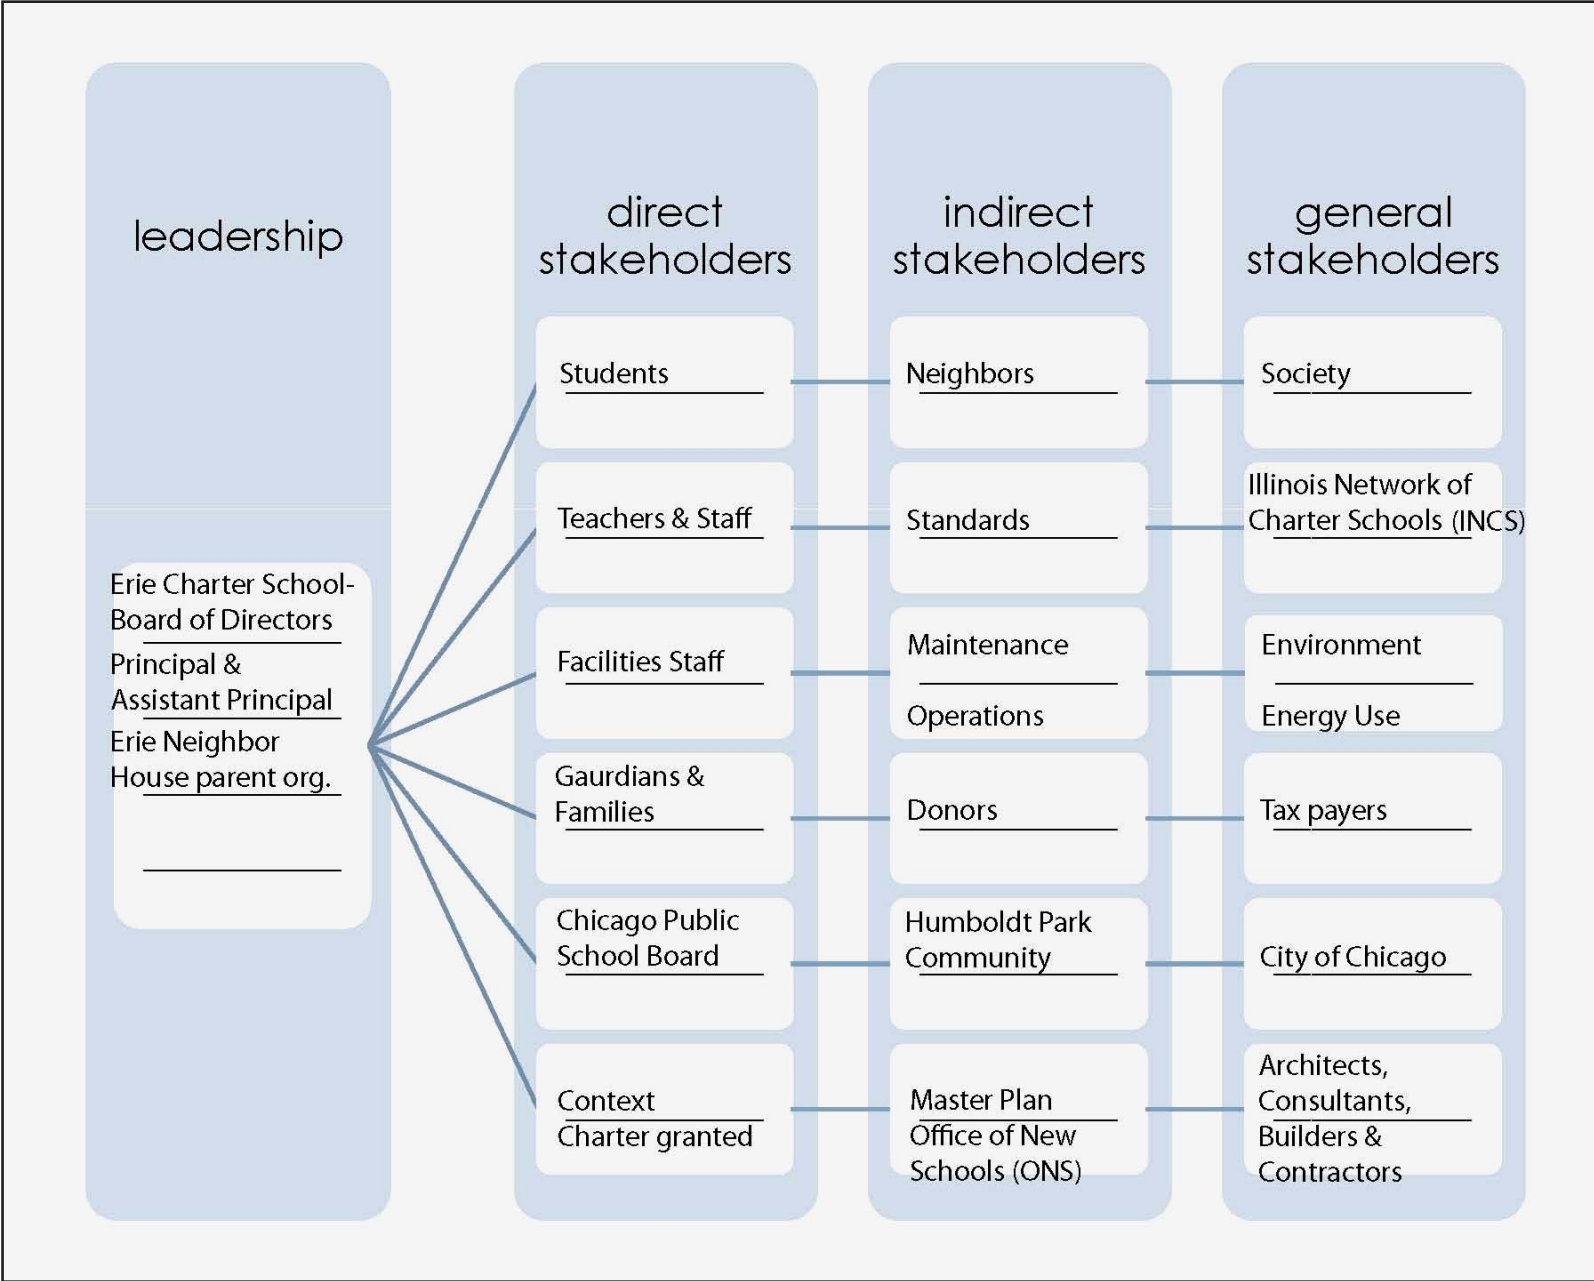 leadership
Erie Charter School-
Board of Directors
Principal &
Assistant Principal
Erie Neighbor
House parent org.
direct
stakeholders
Students
Teachers & Staff
Facilities Staff
Gaurdians &
Families
Chicago Public
School Board
Context
Charter granted
indirect
stakeholders
Neighbors
Standards
Maintenance
Operations
Donors
Humboldt Park
Community
Master Plan
Office of New
Schools (ONS)
general
stakeholders
Society
Illinois Network of
Charter Schools (INCS)
Environment
Energy Use
Tax payers
City of Chicago
Architects,
Consultants,
Builders &
Contractors